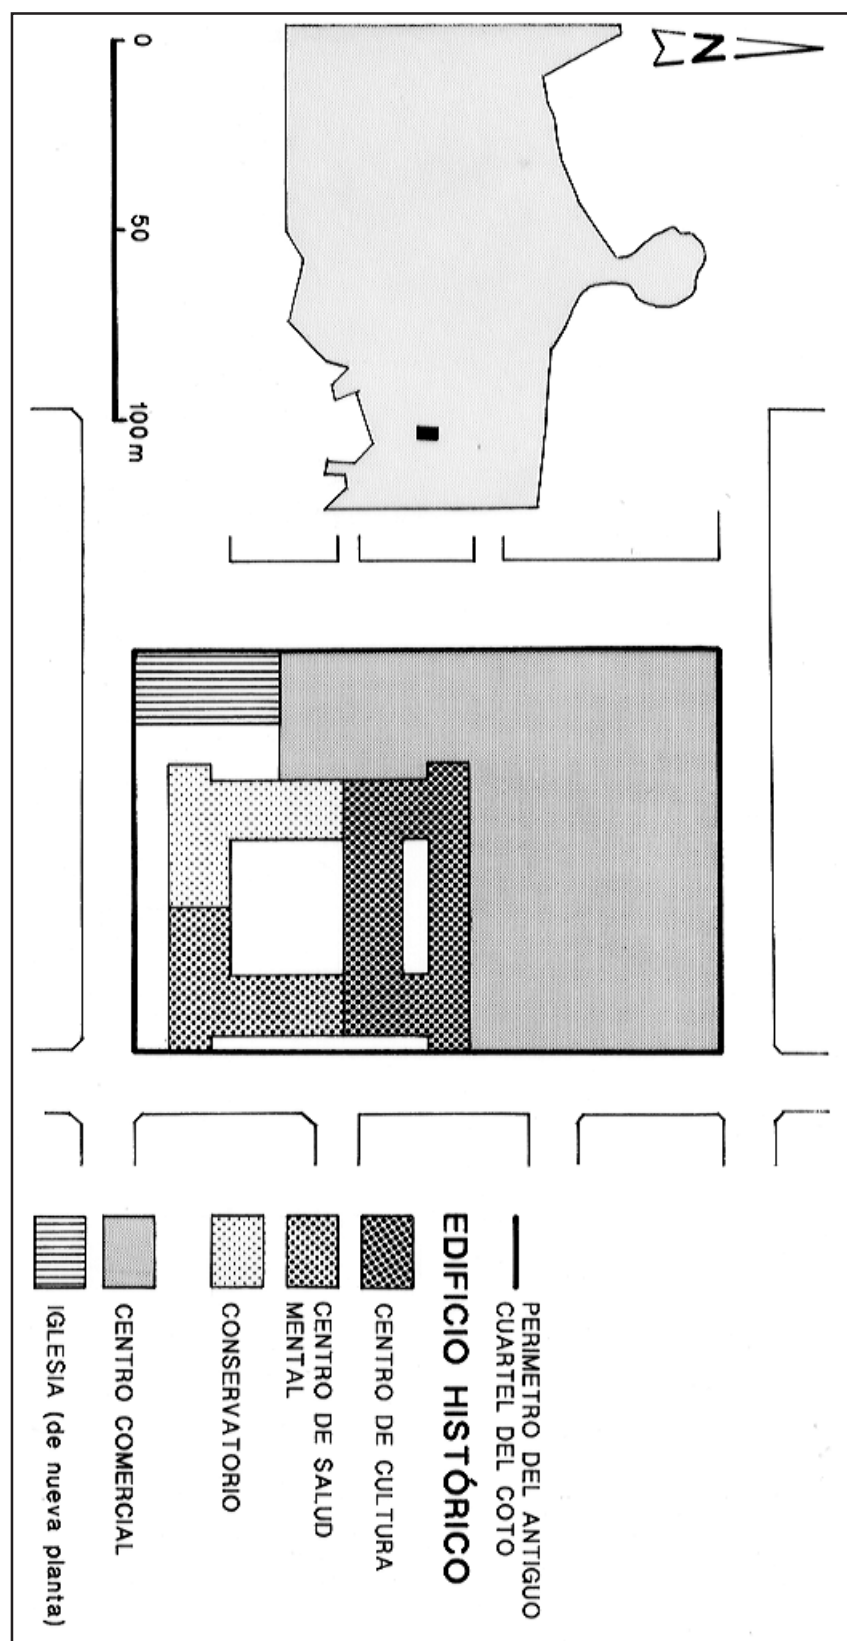 N
0 50 100 m
PERIMETRO DEL ANTIGUO
CUARTEL DEL COTO
EDIFICIO HISTÓRICO
CENTRO DE CULTURA
CENTRO DE SALUD
MENTAL
CONSERVATORIO
CENTRO COMERCIAL
IGLESIA (de nueva planta)